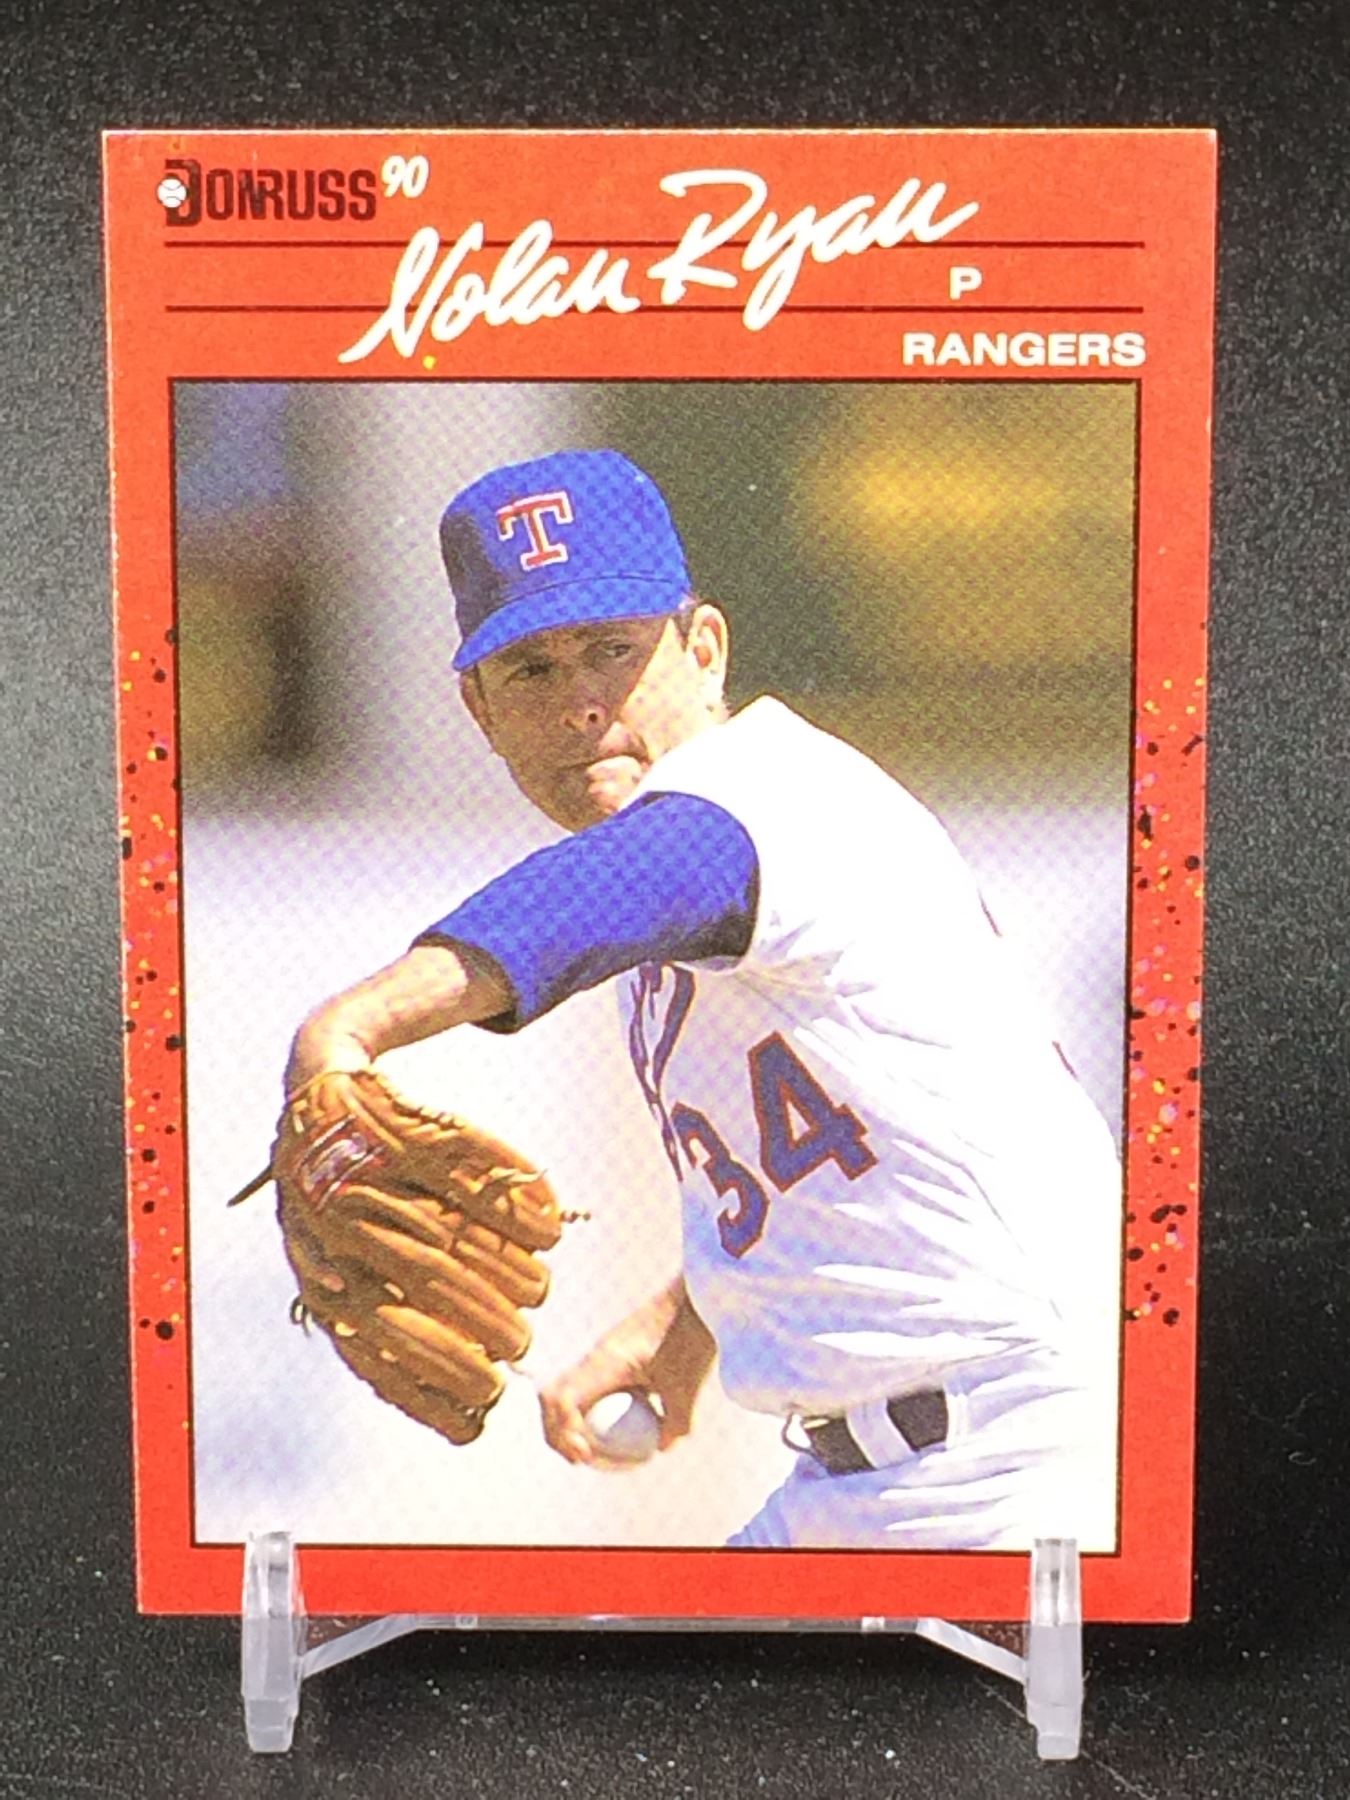 DONRUSS 90
Nolan Ryan
P
RANGERS
T
34